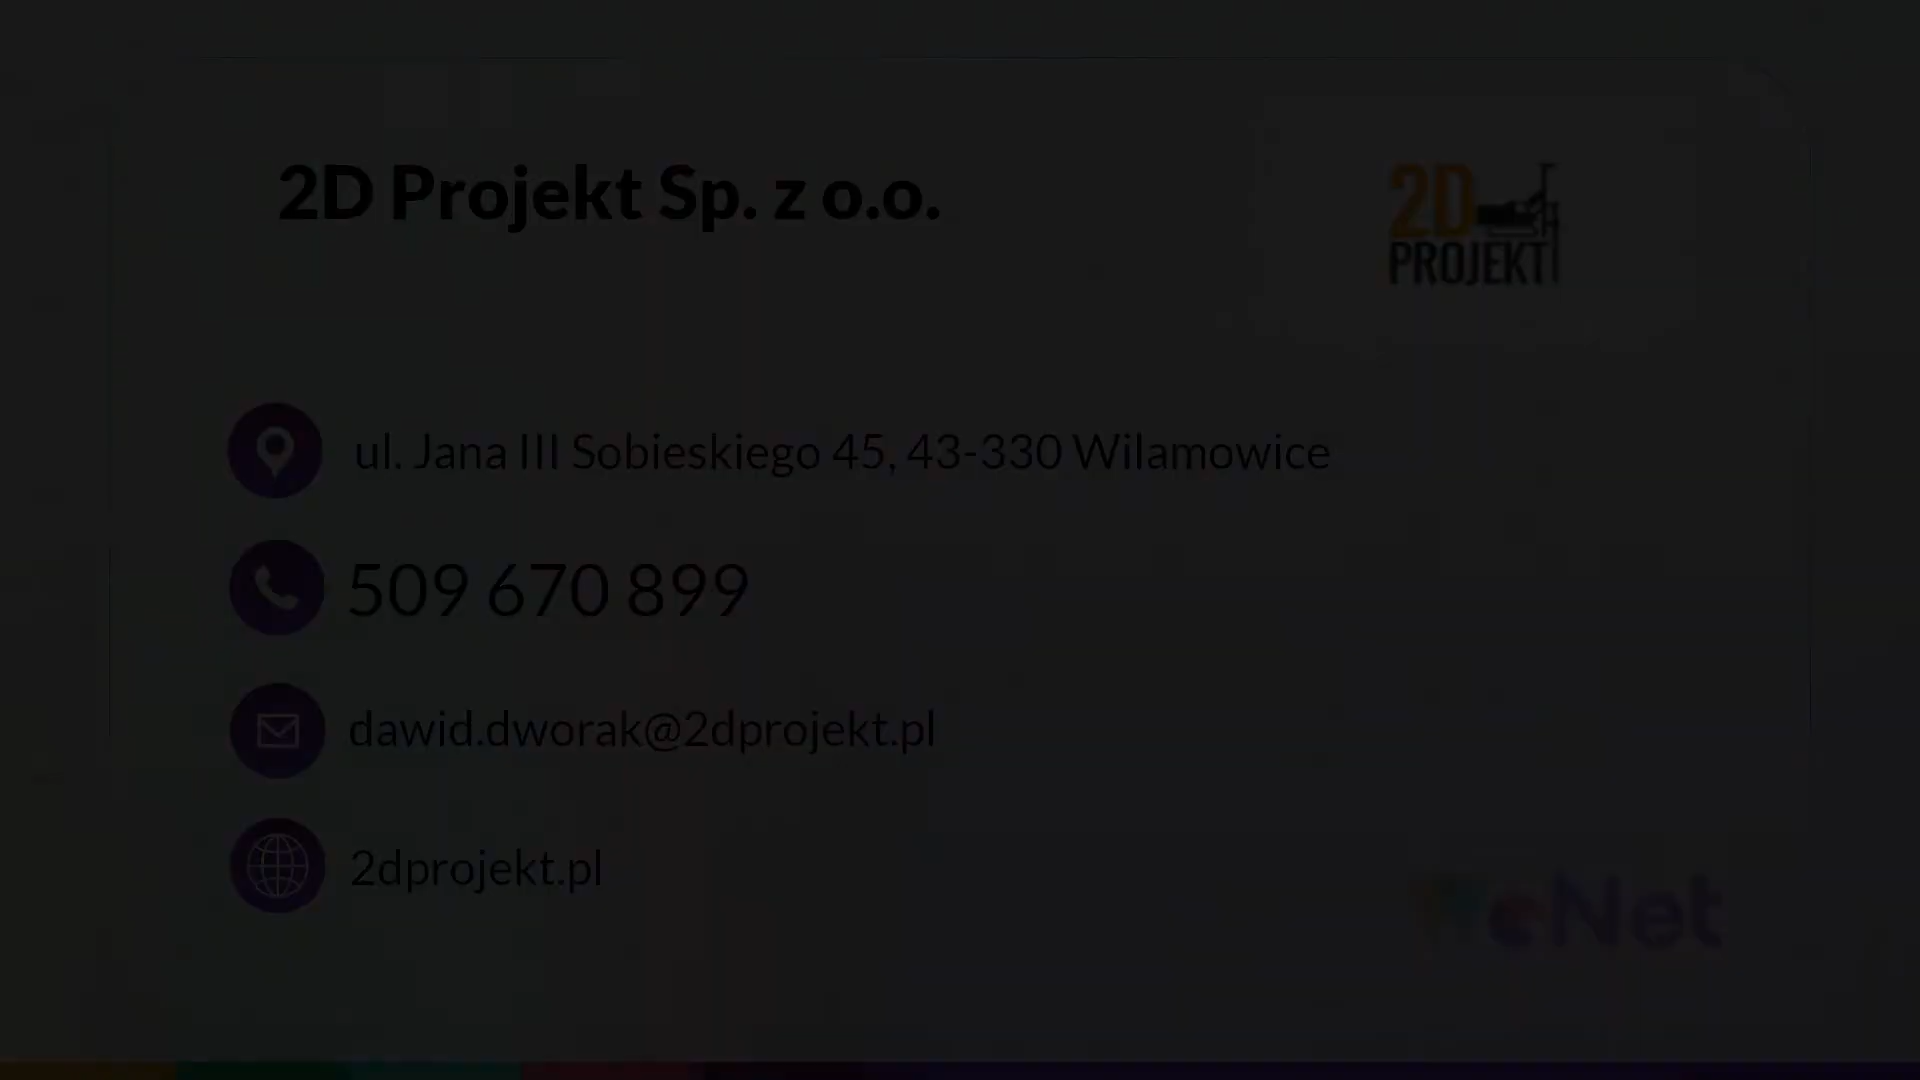 2D Projekt Sp. z o.o.
2D
PROJEKT
ul. Jana III Sobieskiego 45, 43-330 Wilamowice
509 670 899
dawid.dworak@2dprojekt.pl
2dprojekt.pl
eNet